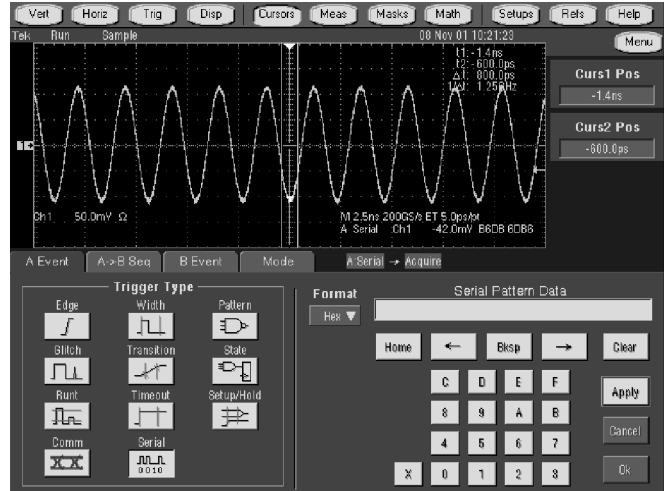 Vert Horiz Trig Disp Cursors Meas Masks Math Setups Refs Help
Tek Run Sample 08 Nov 01 10:21:23
Menu
t1: -1.4ns
t2: -600.0ps
Δt: 800.0ps
1/Δt: 1.25GHz
Curs1 Pos
-1.4ns
Curs2 Pos
-600.0ps
1
Ch1 50.0mV Ω
M 2.5ns 200GS/s ET 5.0ps/pt
A Serial Ch1 -42.0mV B6DB 6DB6
A Event A->B Seq B Event Mode A Serial → Acquire
Trigger Type
Edge Width Pattern
Glitch Transition State
Runt Timeout Setup/Hold
Comm Serial
0010
Format Serial Pattern Data
Hex
Home ← Bksp → Clear
C D E F
Apply
8 9 A B
4 5 6 7
Cancel
X 0 1 2 3
Ok